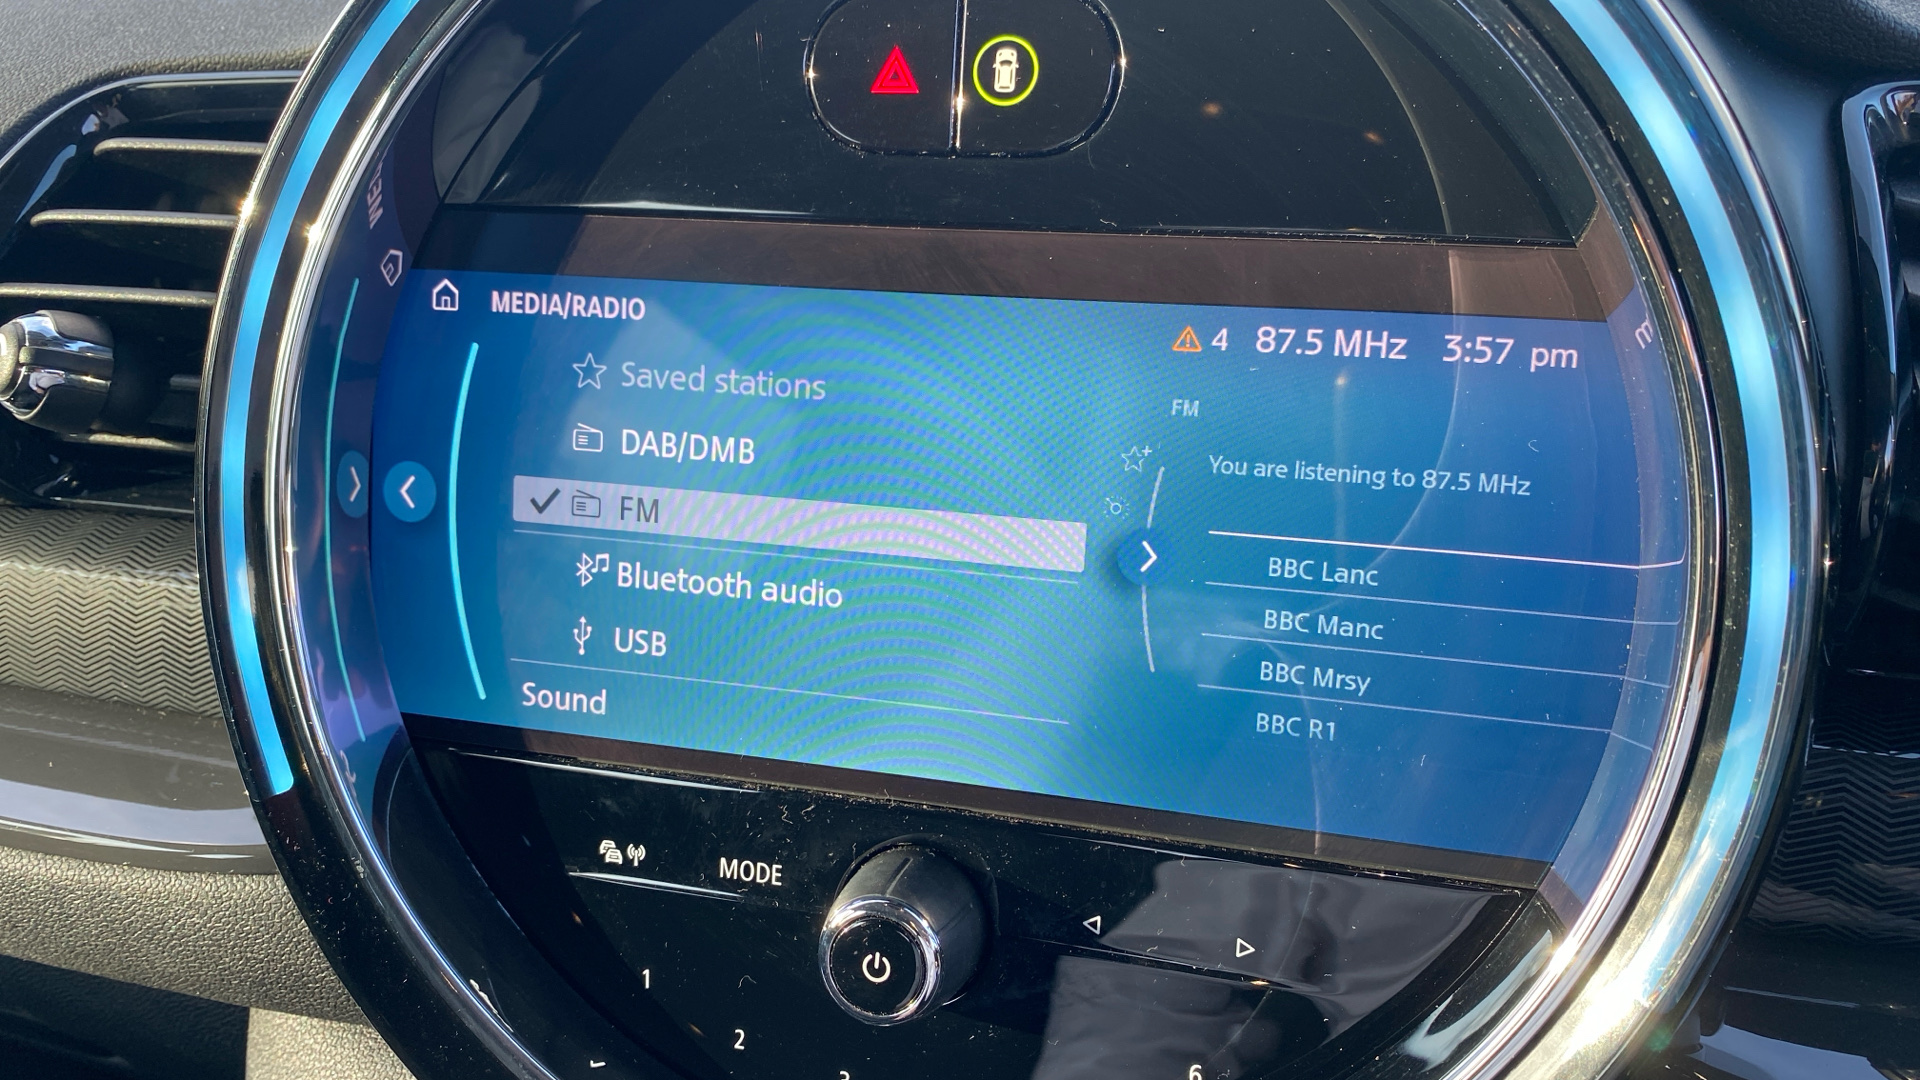 MEDIA/RADIO
4 87.5 MHz 3:57 pm
Saved stations
DAB/DMB
FM
Bluetooth audio
USB
Sound
FM
You are listening to 87.5 MHz
BBC Lanc
BBC Manc
BBC Mrsy
BBC R1
MODE
1
2
3
6